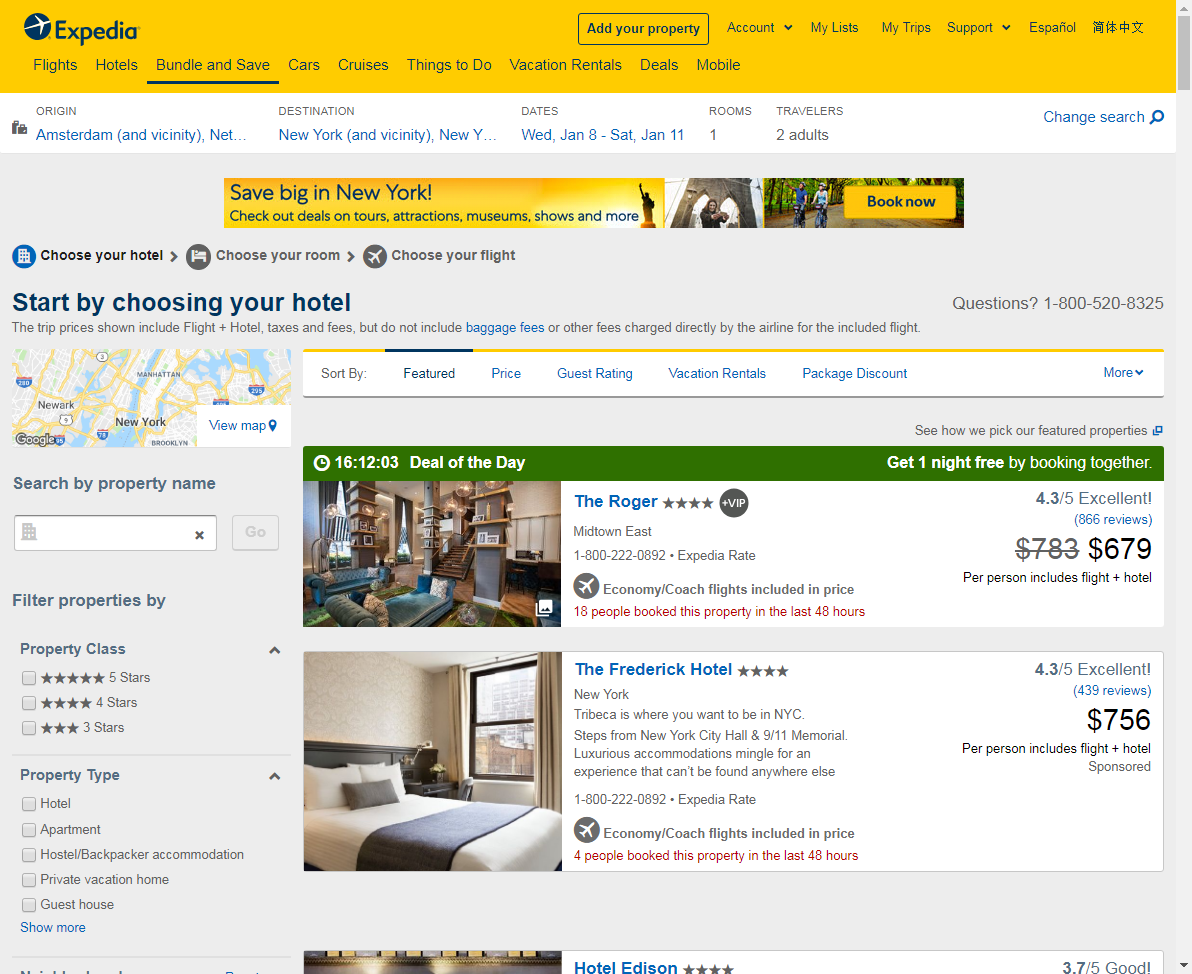 Expedia
Add your property
Account
My Lists
My Trips
Support
Español
简体中文
Flights
Hotels
Bundle and Save
Cars
Cruises
Things to Do
Vacation Rentals
Deals
Mobile
ORIGIN
Amsterdam (and vicinity), Net...
DESTINATION
New York (and vicinity), New Y...
DATES
Wed, Jan 8 - Sat, Jan 11
ROOMS
1
TRAVELERS
2 adults
Change search
Save big in New York!
Check out deals on tours, attractions, museums, shows and more
Book now
Choose your hotel
Choose your room
Choose your flight
Start by choosing your hotel
Questions? 1-800-520-8325
The trip prices shown include Flight + Hotel, taxes and fees, but do not include baggage fees or other fees charged directly by the airline for the included flight.
3
MANHATTAN
280
295
Newark
9
New York
View map
Google
95
78
BROOKLYN
Sort By:
Featured
Price
Guest Rating
Vacation Rentals
Package Discount
More
See how we pick our featured properties
Search by property name
Go
Filter properties by
Property Class
5 Stars
4 Stars
3 Stars
Property Type
Hotel
Apartment
Hostel/Backpacker accommodation
Private vacation home
Guest house
Show more
16:12:03 Deal of the Day
Get 1 night free by booking together.
The Roger
+VIP
Midtown East
1-800-222-0892 • Expedia Rate
Economy/Coach flights included in price
18 people booked this property in the last 48 hours
4.3/5 Excellent!
(866 reviews)
$783 $679
Per person includes flight + hotel
The Frederick Hotel
New York
Tribeca is where you want to be in NYC.
Steps from New York City Hall & 9/11 Memorial.
Luxurious accommodations mingle for an
experience that can't be found anywhere else
1-800-222-0892 • Expedia Rate
Economy/Coach flights included in price
4 people booked this property in the last 48 hours
4.3/5 Excellent!
(439 reviews)
$756
Per person includes flight + hotel
Sponsored
Hotel Edison
3.7/5 Good!